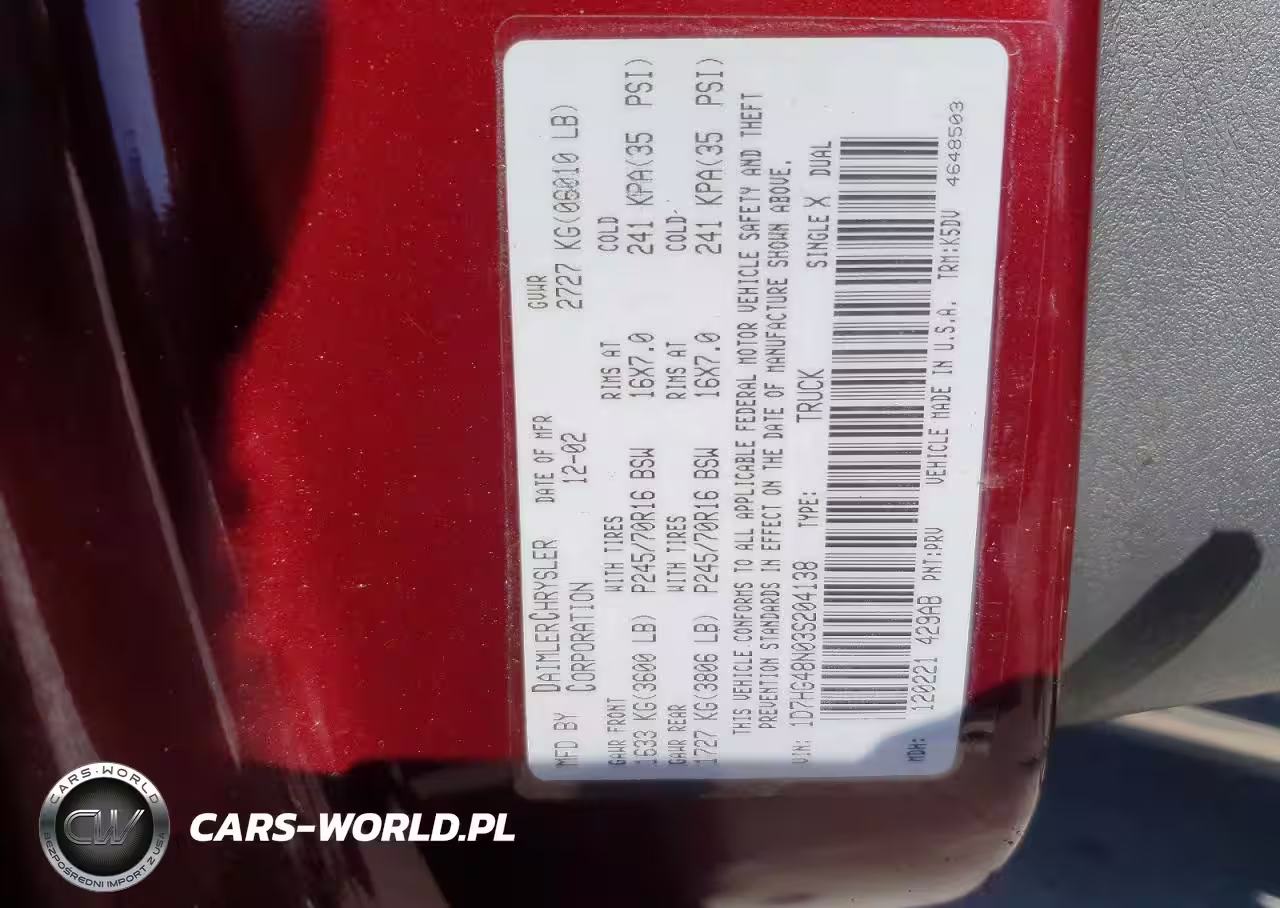 MFD BY DAIMLERCHRYSLER CORPORATION
DATE OF MFR 12-02
GVWR 2727 KG(06010 LB)
GAWR FRONT WITH TIRES RIMS AT COLD
1633 KG(3600 LB) P245/70R16 BSW 16X7.0 241 KPA(35 PSI)
GAWR REAR WITH TIRES RIMS AT COLD
1727 KG(3806 LB) P245/70R16 BSW 16X7.0 241 KPA(35 PSI)
THIS VEHICLE CONFORMS TO ALL APPLICABLE FEDERAL MOTOR VEHICLE SAFETY AND THEFT
PREVENTION STANDARDS IN EFFECT ON THE DATE OF MANUFACTURE SHOWN ABOVE.
VIN: 1D7HG48N03S204138 TYPE: TRUCK SINGLE X DUAL
MDH: 120221 429AB PNT:PRV VEHICLE MADE IN U.S.A. TRM:K5DV 4648503
CARS-WORLD
CW
BEZPOŚREDNI IMPORT Z USA
CARS-WORLD.PL